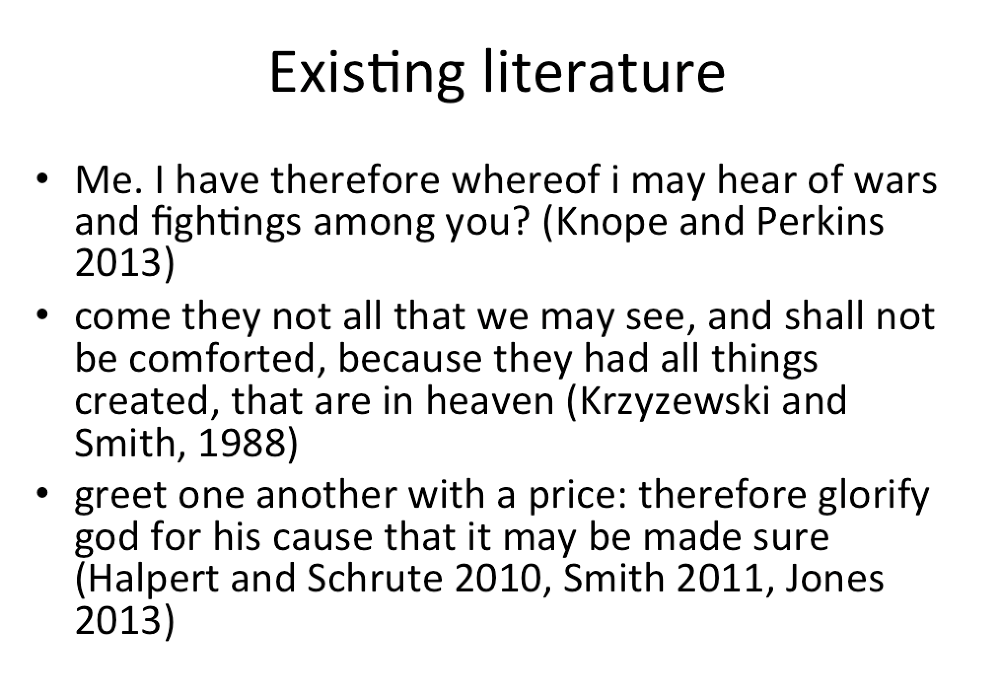 Existing literature
• Me. I have therefore whereof i may hear of wars
and fightings among you? (Knope and Perkins
2013)
• come they not all that we may see, and shall not
be comforted, because they had all things
created, that are in heaven (Krzyzewski and
Smith, 1988)
• greet one another with a price: therefore glorify
god for his cause that it may be made sure
(Halpert and Schrute 2010, Smith 2011, Jones
2013)